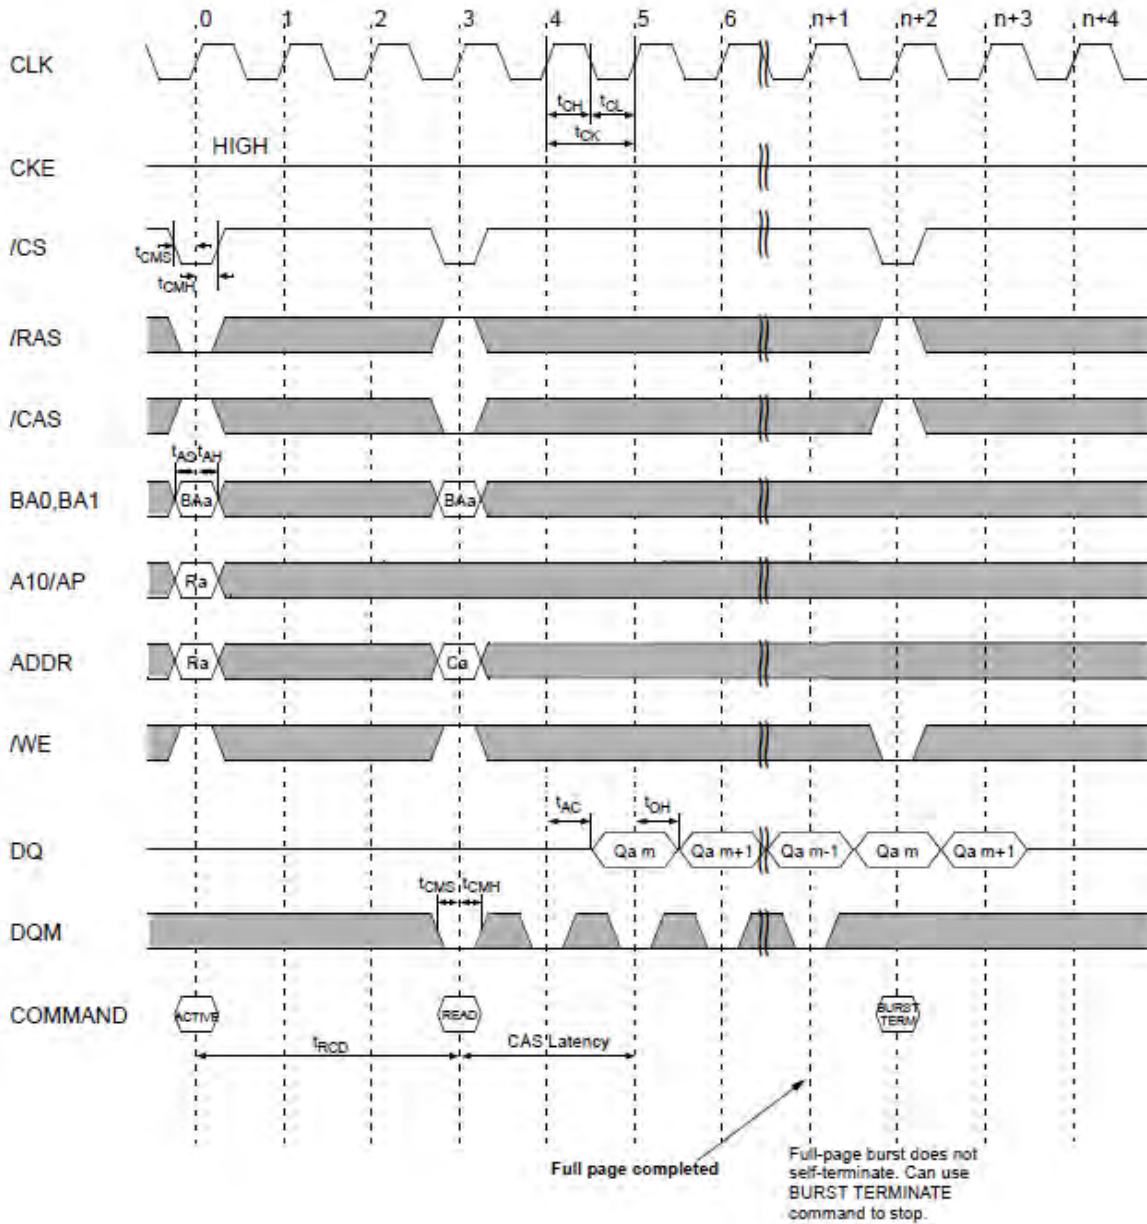 0 1 2 3 4 5 6 n+1 n+2 n+3 n+4
CLK
tCH tCL
tCK
HIGH
CKE
/CS
tCMS
tCMH
/RAS
/CAS
tAS tAH
BA0,BA1 BAa BAa
A10/AP Ra
ADDR Ra Ca
/WE
tAC tOH
DQ Qa m Qa m+1 Qa m-1 Qa m Qa m+1
tCMS tCMH
DQM
COMMAND ACTIVE READ BURST
TERM
tRCD CAS Latency
Full page completed
Full-page burst does not
self-terminate. Can use
BURST TERMINATE
command to stop.